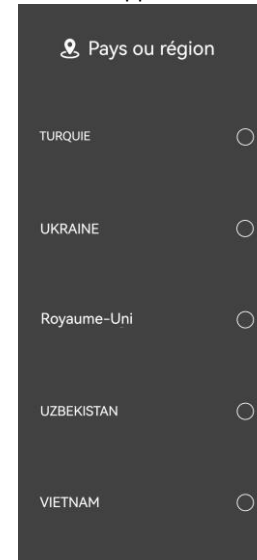 Pays ou région
TURQUIE
UKRAINE
Royaume-Uni
UZBEKISTAN
VIETNAM